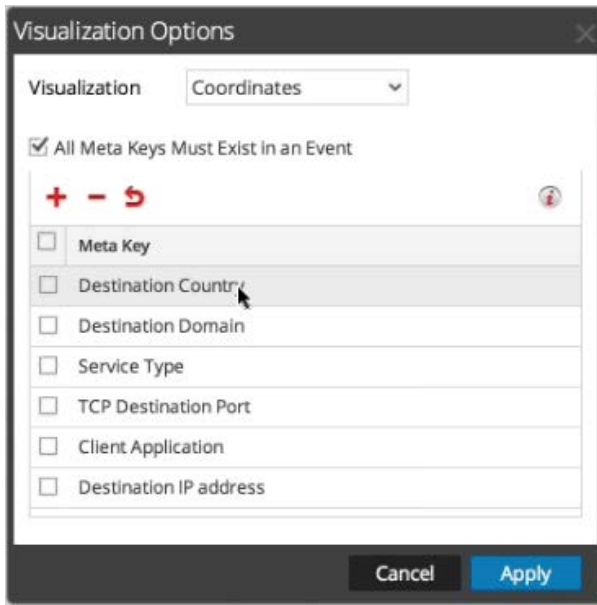 Visualization Options
Visualization Coordinates
All Meta Keys Must Exist in an Event
Meta Key
Destination Country
Destination Domain
Service Type
TCP Destination Port
Client Application
Destination IP address
Cancel Apply